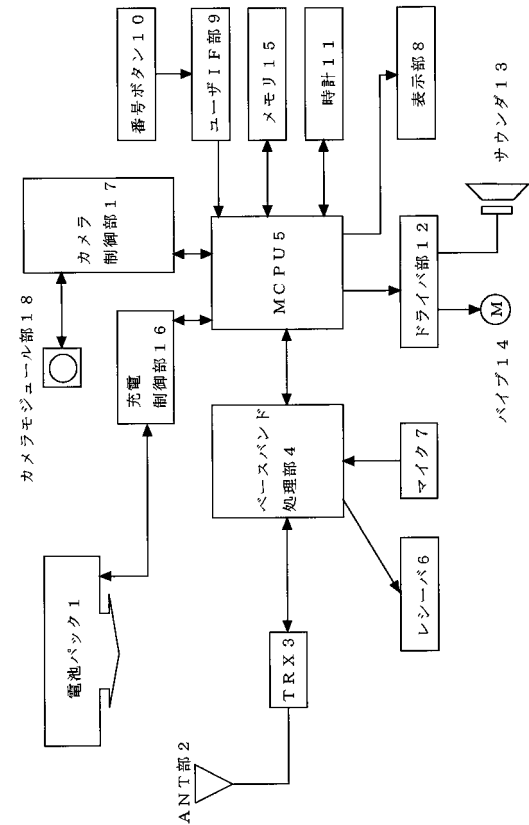 電池パック1
カメラモジュール部18
カメラ
制御部17
番号ボタン10
充電
制御部16
ユーザIF部9
メモリ15
時計11
表示部8
ANT部2
TRX3
ベースバンド
処理部4
MCPU5
レシーバ6
マイク7
ドライバ部12
バイブ14
M
サウンダ13